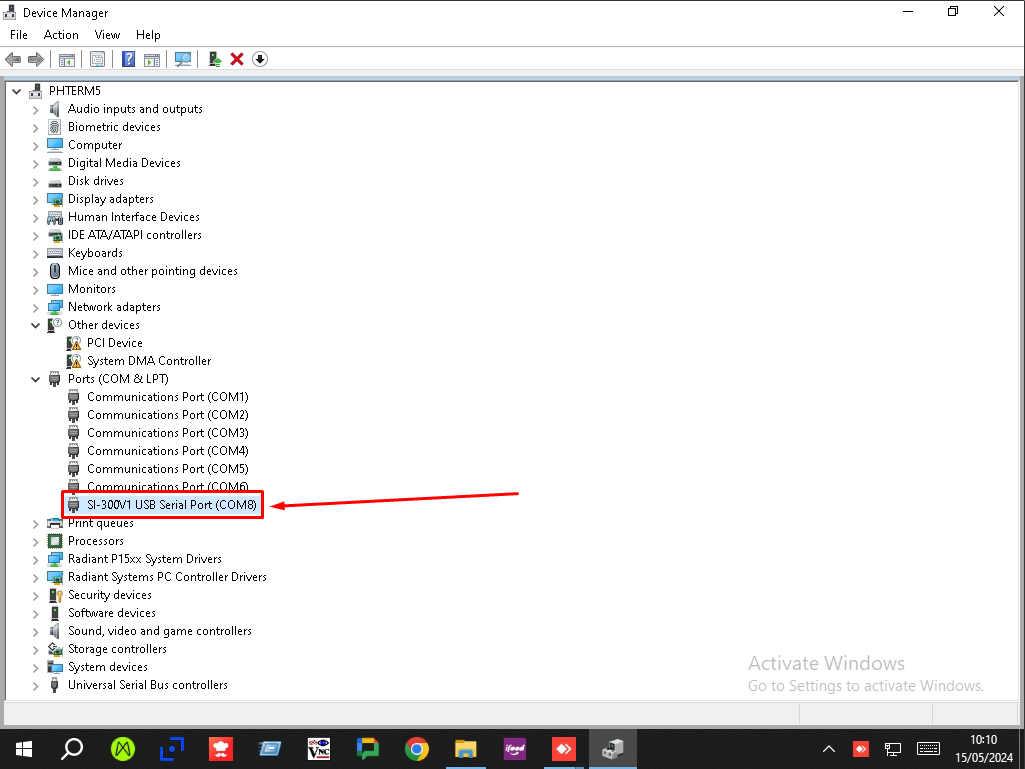 Device Manager
File Action View Help
PHTERM5
Audio inputs and outputs
Biometric devices
Computer
Digital Media Devices
Disk drives
Display adapters
Human Interface Devices
IDE ATA/ATAPI controllers
Keyboards
Mice and other pointing devices
Monitors
Network adapters
Other devices
PCI Device
System DMA Controller
Ports (COM & LPT)
Communications Port (COM1)
Communications Port (COM2)
Communications Port (COM3)
Communications Port (COM4)
Communications Port (COM5)
Communications Port (COM6)
SI-300V1 USB Serial Port (COM8)
Print queues
Processors
Radiant P15xx System Drivers
Radiant Systems PC Controller Drivers
Security devices
Software devices
Sound, video and game controllers
Storage controllers
System devices
Universal Serial Bus controllers
Activate Windows
Go to Settings to activate Windows.
VNC
ifood
10:10
15/05/2024